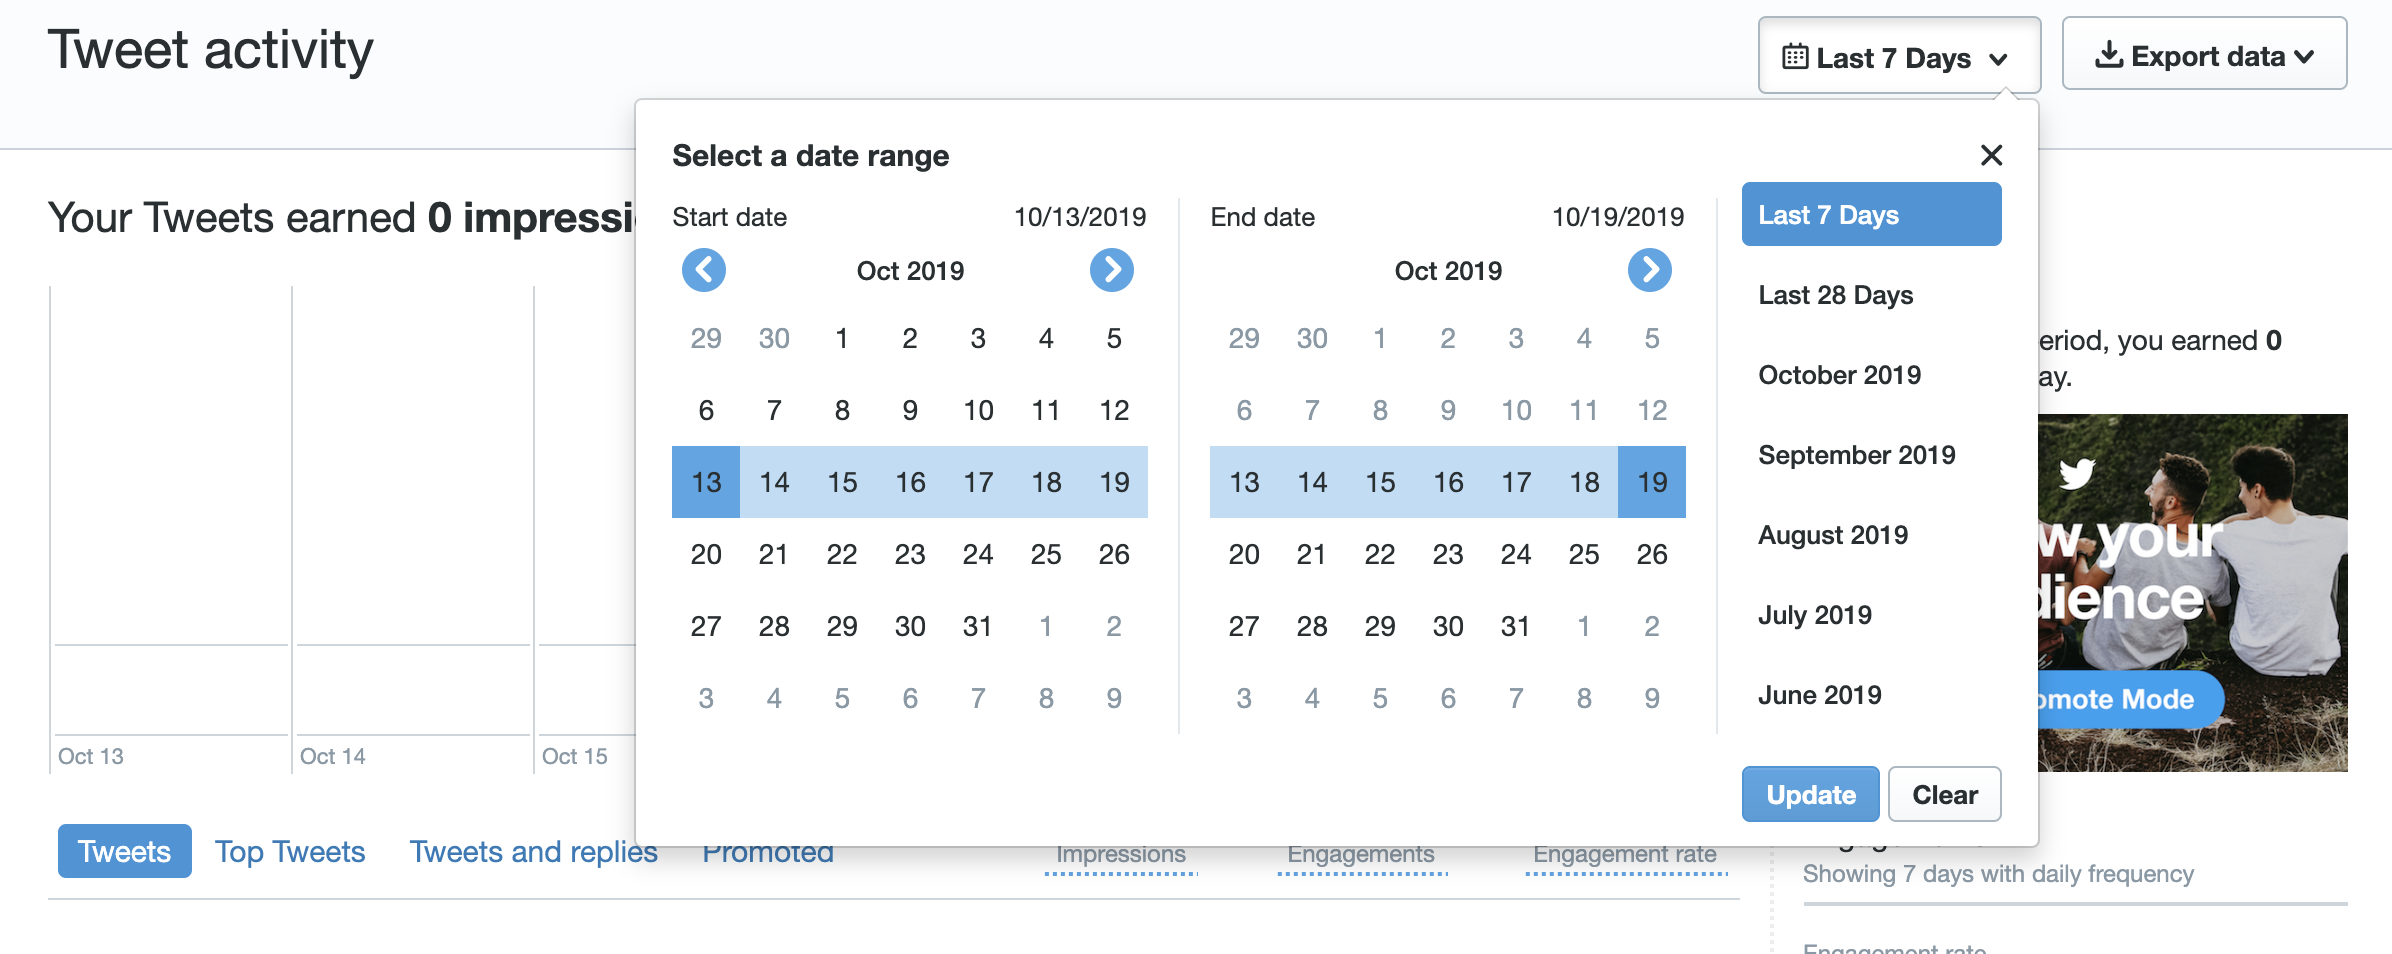 Tweet activity
Last 7 Days
Export data
Select a date range
Your Tweets earned 0 impressi
Start date 10/13/2019
Oct 2019
29 30 1 2 3 4 5
6 7 8 9 10 11 12
13 14 15 16 17 18 19
20 21 22 23 24 25 26
27 28 29 30 31 1 2
3 4 5 6 7 8 9
End date 10/19/2019
Oct 2019
29 30 1 2 3 4 5
6 7 8 9 10 11 12
13 14 15 16 17 18 19
20 21 22 23 24 25 26
27 28 29 30 31 1 2
3 4 5 6 7 8 9
Last 7 Days
Last 28 Days
October 2019
September 2019
August 2019
July 2019
June 2019
Update Clear
eriod, you earned 0
ay.
w your
dience
omote Mode
Oct 13 Oct 14 Oct 15
Tweets Top Tweets Tweets and replies Promoted Impressions Engagements Engagement rate
Showing 7 days with daily frequency
Engagement rate